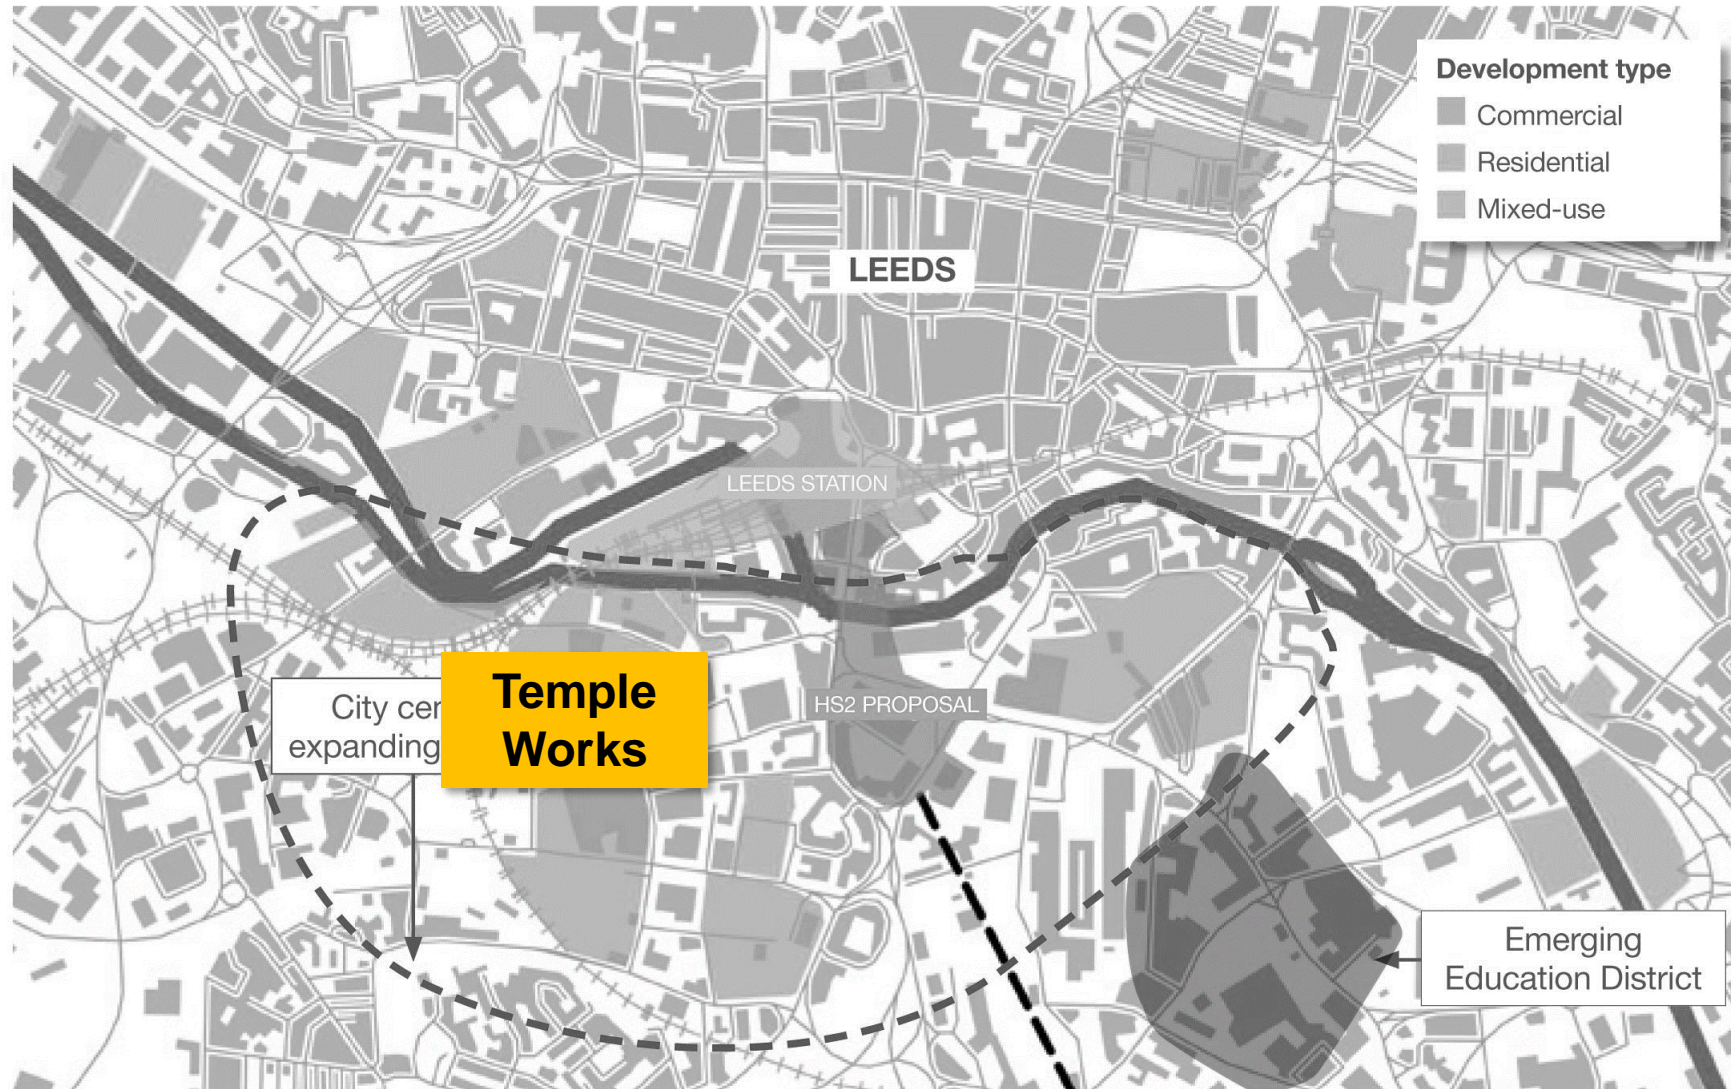 Development type
Commercial
Residential
Mixed-use
LEEDS
LEEDS STATION
HS2 PROPOSAL
City cer
expanding
Temple
Works
Emerging
Education District